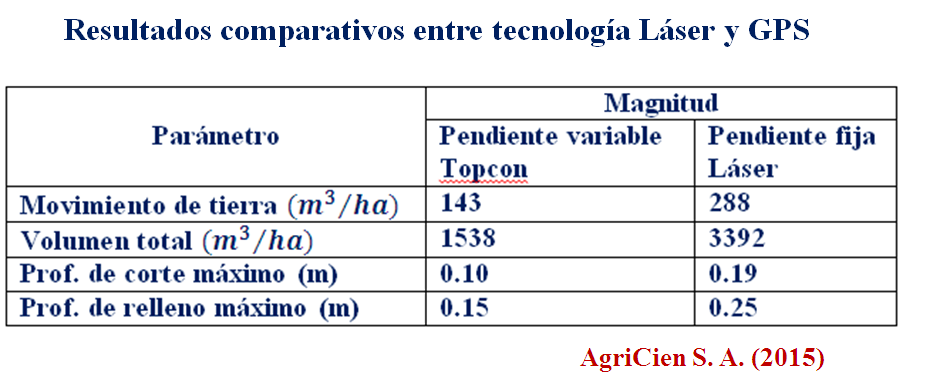 Resultados comparativos entre tecnología Láser y GPS
Parámetro
Magnitud
Pendiente variable
Topcon
Pendiente fija
Láser
Movimiento de tierra (m³/ha) 143 288
Volumen total (m³/ha) 1538 3392
Prof. de corte máximo (m) 0.10 0.19
Prof. de relleno máximo (m) 0.15 0.25
AgriCien S. A. (2015)